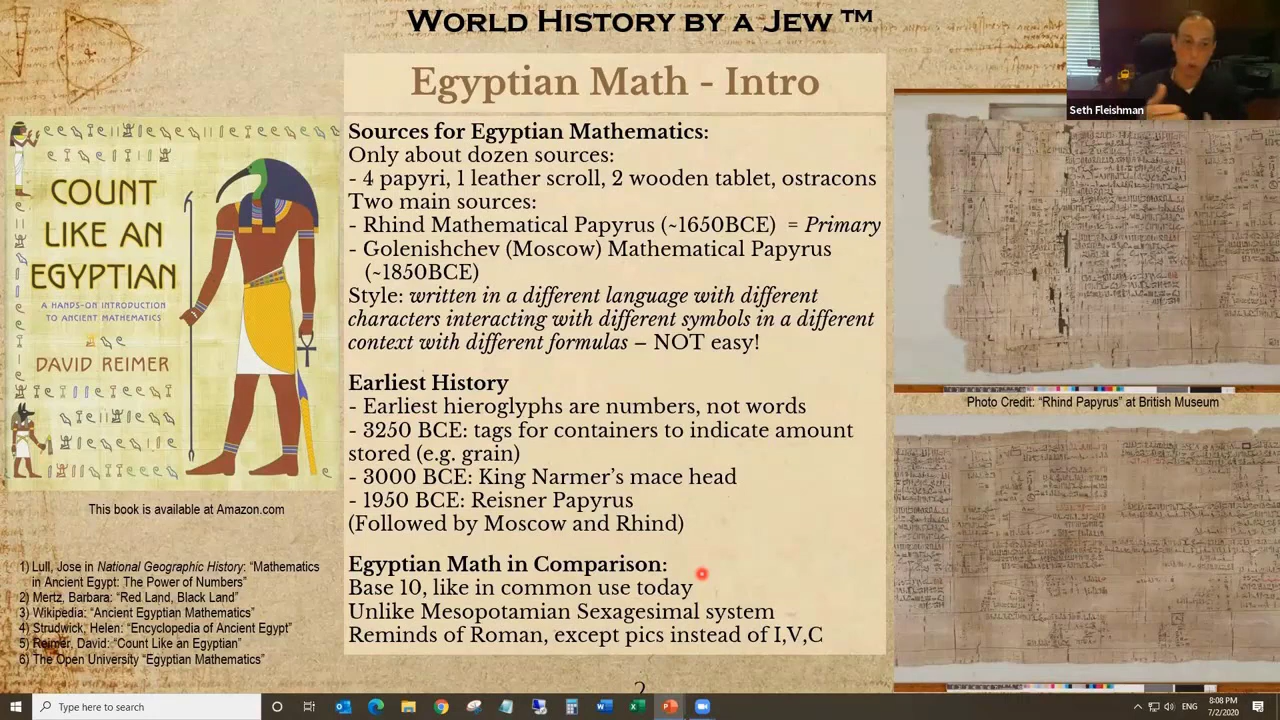 WORLD HISTORY BY A JEW ™
Egyptian Math - Intro
Seth Fleishman
COUNT
LIKE AN
EGYPTIAN
A HANDS-ON INTRODUCTION
TO ANCIENT MATHEMATICS
DAVID REIMER
This book is available at Amazon.com
1) Lull, Jose in National Geographic History: “Mathematics
in Ancient Egypt: The Power of Numbers”
2) Mertz, Barbara: “Red Land, Black Land”
3) Wikipedia: “Ancient Egyptian Mathematics”
4) Strudwick, Helen: “Encyclopedia of Ancient Egypt”
5) Reimer, David: “Count Like an Egyptian”
6) The Open University “Egyptian Mathematics”
Sources for Egyptian Mathematics:
Only about dozen sources:
- 4 papyri, 1 leather scroll, 2 wooden tablet, ostracons
Two main sources:
- Rhind Mathematical Papyrus (~1650BCE) = Primary
- Golenishchev (Moscow) Mathematical Papyrus
(~1850BCE)
Style: written in a different language with different
characters interacting with different symbols in a different
context with different formulas – NOT easy!
Earliest History
- Earliest hieroglyphs are numbers, not words
- 3250 BCE: tags for containers to indicate amount
stored (e.g. grain)
- 3000 BCE: King Narmer’s mace head
- 1950 BCE: Reisner Papyrus
(Followed by Moscow and Rhind)
Egyptian Math in Comparison:
Base 10, like in common use today
Unlike Mesopotamian Sexagesimal system
Reminds of Roman, except pics instead of I,V,C
Photo Credit: “Rhind Papyrus” at British Museum
2
Type here to search
ENG
8:08 PM
7/2/2020